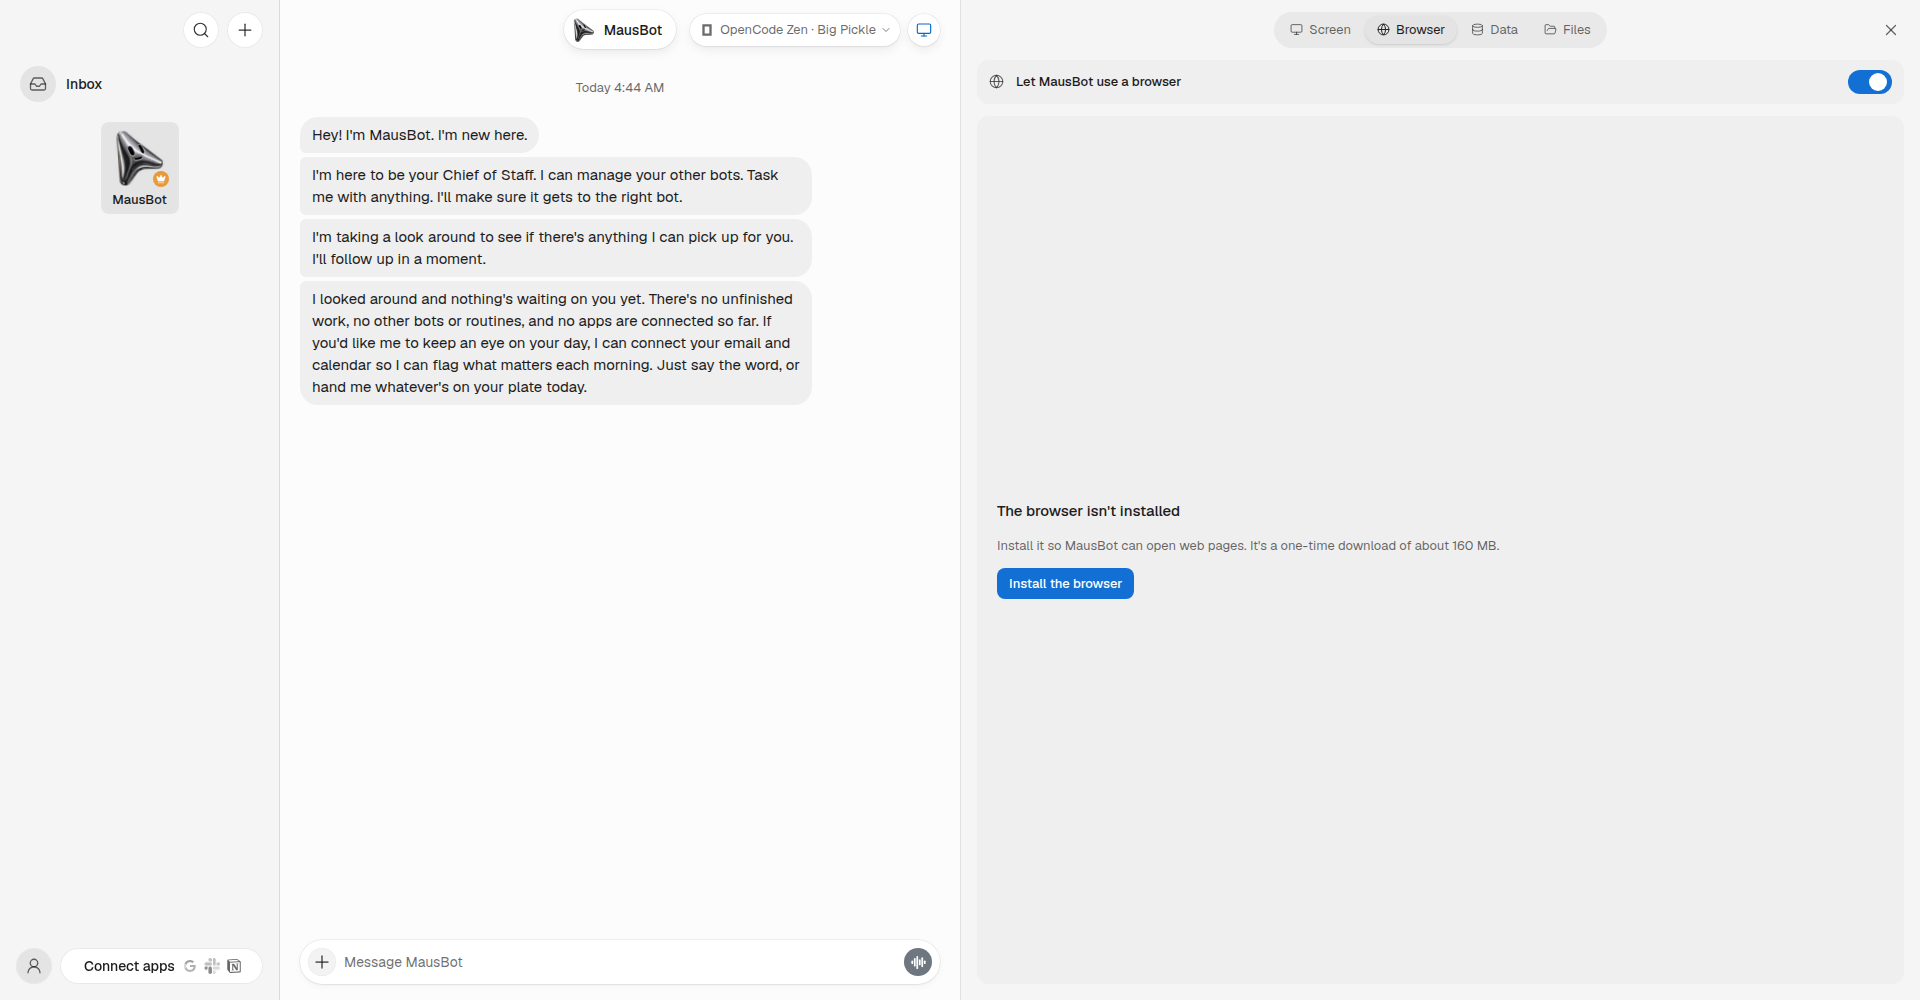 Inbox
MausBot
Connect apps
MausBot
OpenCode Zen · Big Pickle
Today 4:44 AM
Hey! I'm MausBot. I'm new here.
I'm here to be your Chief of Staff. I can manage your other bots. Task
me with anything. I'll make sure it gets to the right bot.
I'm taking a look around to see if there's anything I can pick up for you.
I'll follow up in a moment.
I looked around and nothing's waiting on you yet. There's no unfinished
work, no other bots or routines, and no apps are connected so far. If
you'd like me to keep an eye on your day, I can connect your email and
calendar so I can flag what matters each morning. Just say the word, or
hand me whatever's on your plate today.
Message MausBot
Screen
Browser
Data
Files
Let MausBot use a browser
The browser isn't installed
Install it so MausBot can open web pages. It's a one-time download of about 160 MB.
Install the browser